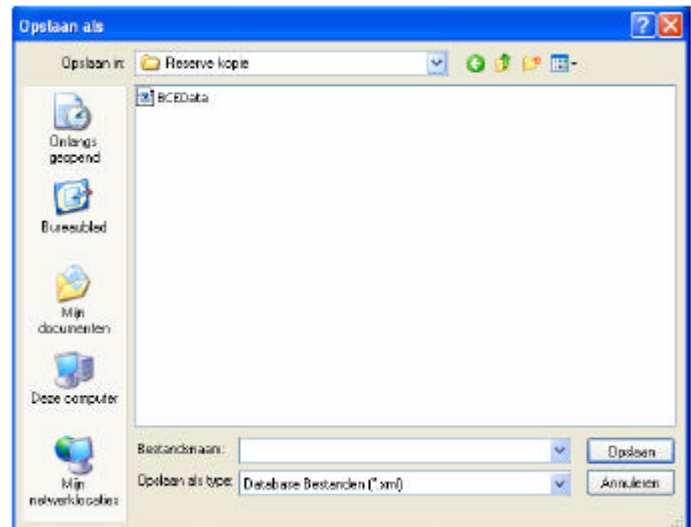 Opslaan als
Opslaan in:
Reserve kopie
BCEData
Onlangs
geopend
Bureaublad
Mijn
documenten
Deze computer
Mijn
netwerklocaties
Bestandsnaam:
Opslaan
Opslaan als type:
Database Bestanden (*.xml)
Annuleren